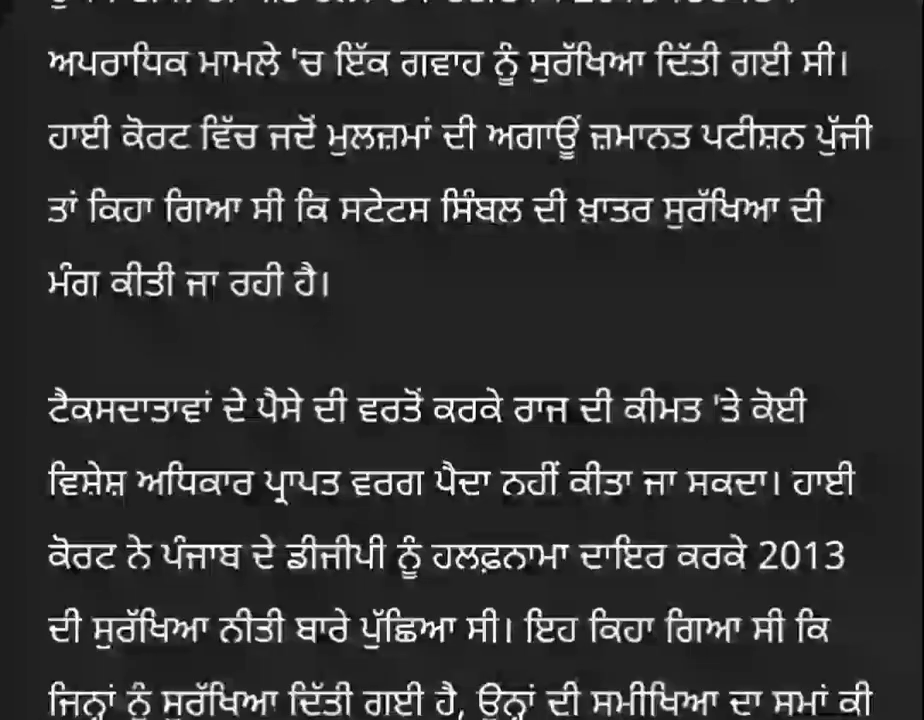 ਅਪਰਾਧਿਕ ਮਾਮਲੇ 'ਚ ਇੱਕ ਗਵਾਹ ਨੂੰ ਸੁਰੱਖਿਆ ਦਿੱਤੀ ਗਈ ਸੀ।
ਹਾਈ ਕੋਰਟ ਵਿੱਚ ਜਦੋਂ ਮੁਲਜ਼ਮਾਂ ਦੀ ਅਗਾਊਂ ਜ਼ਮਾਨਤ ਪਟੀਸ਼ਨ ਪੁੱਜੀ
ਤਾਂ ਕਿਹਾ ਗਿਆ ਸੀ ਕਿ ਸਟੇਟਸ ਸਿੰਬਲ ਦੀ ਖ਼ਾਤਰ ਸੁਰੱਖਿਆ ਦੀ
ਮੰਗ ਕੀਤੀ ਜਾ ਰਹੀ ਹੈ।
ਟੈਕਸਦਾਤਾਵਾਂ ਦੇ ਪੈਸੇ ਦੀ ਵਰਤੋਂ ਕਰਕੇ ਰਾਜ ਦੀ ਕੀਮਤ 'ਤੇ ਕੋਈ
ਵਿਸ਼ੇਸ਼ ਅਧਿਕਾਰ ਪ੍ਰਾਪਤ ਵਰਗ ਪੈਦਾ ਨਹੀਂ ਕੀਤਾ ਜਾ ਸਕਦਾ। ਹਾਈ
ਕੋਰਟ ਨੇ ਪੰਜਾਬ ਦੇ ਡੀਜੀਪੀ ਨੂੰ ਹਲਫ਼ਨਾਮਾ ਦਾਇਰ ਕਰਕੇ 2013
ਦੀ ਸੁਰੱਖਿਆ ਨੀਤੀ ਬਾਰੇ ਪੁੱਛਿਆ ਸੀ। ਇਹ ਕਿਹਾ ਗਿਆ ਸੀ ਕਿ
ਜਿਨ੍ਹਾਂ ਨੂੰ ਸੁਰੱਖਿਆ ਦਿੱਤੀ ਗਈ ਹੈ, ਉਨ੍ਹਾਂ ਦੀ ਸਮੀਖਿਆ ਦਾ ਸਮਾਂ ਕੀ